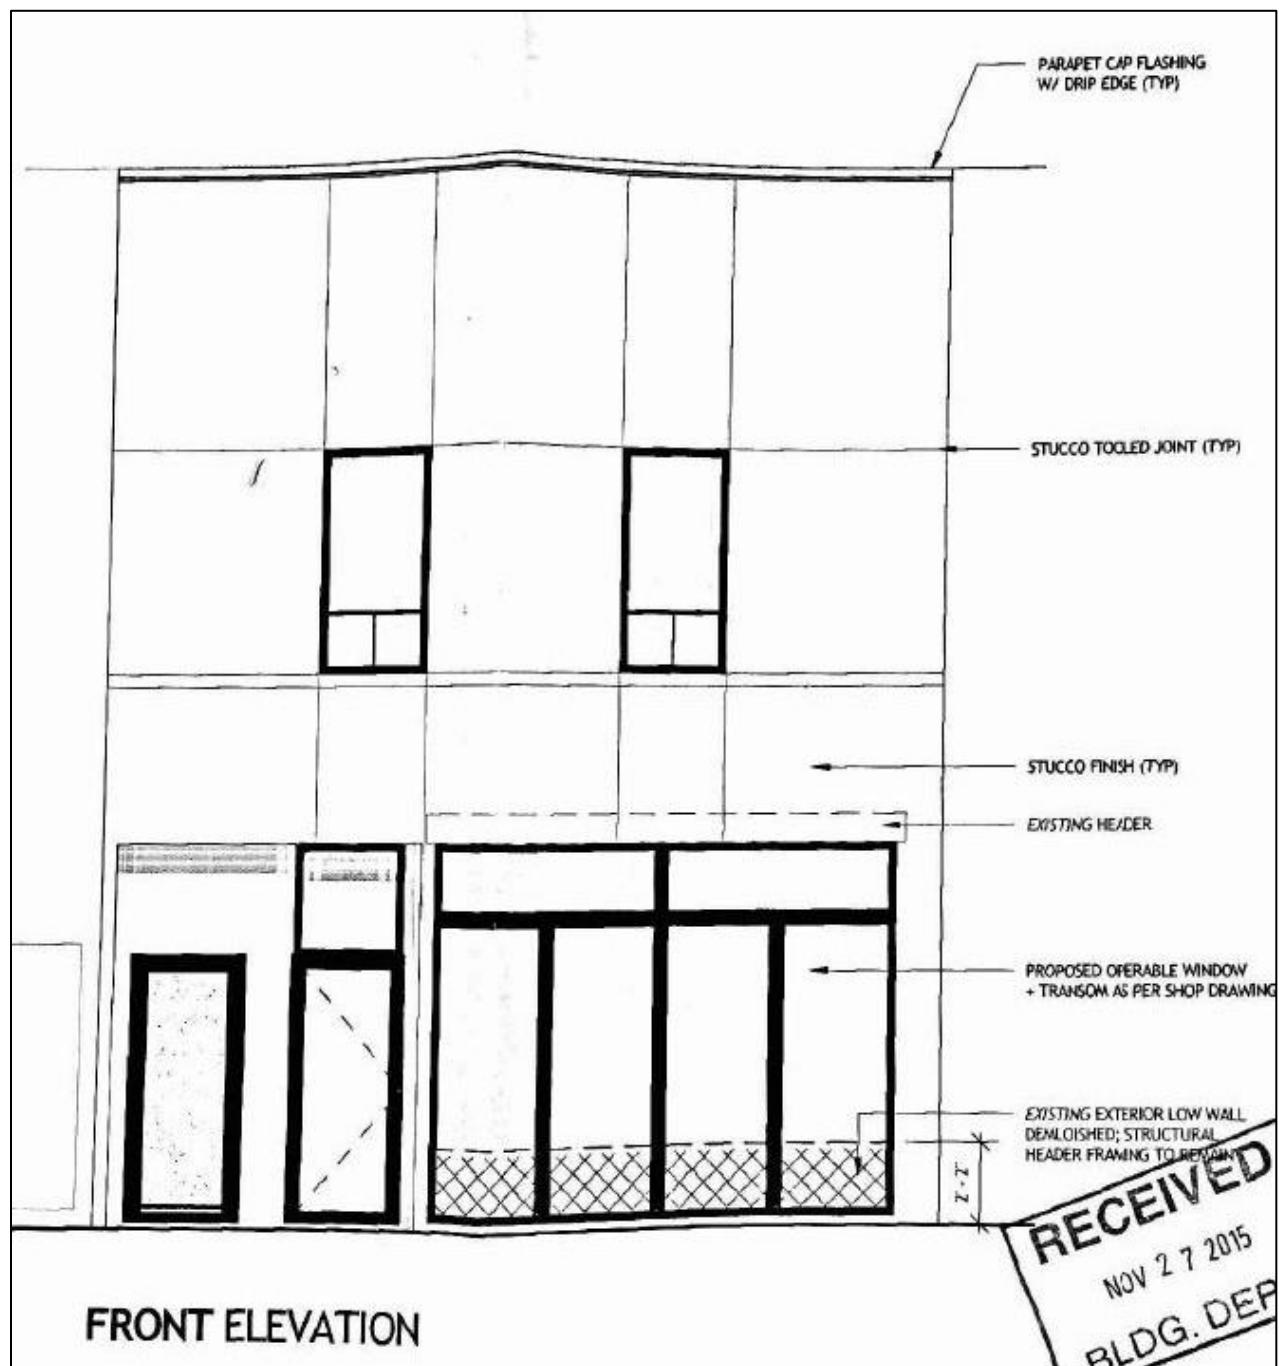 PARAPET CAP FLASHING
W/ DRIP EDGE (TYP)
STUCCO TOOLED JOINT (TYP)
STUCCO FINISH (TYP)
EXISTING HEADER
PROPOSED OPERABLE WINDOW
+ TRANSOM AS PER SHOP DRAWING
EXISTING EXTERIOR LOW WALL
DEMLOISHED; STRUCTURAL
HEADER FRAMING TO REMAIN
RECEIVED
NOV 27 2015
BLDG. DEP
FRONT ELEVATION